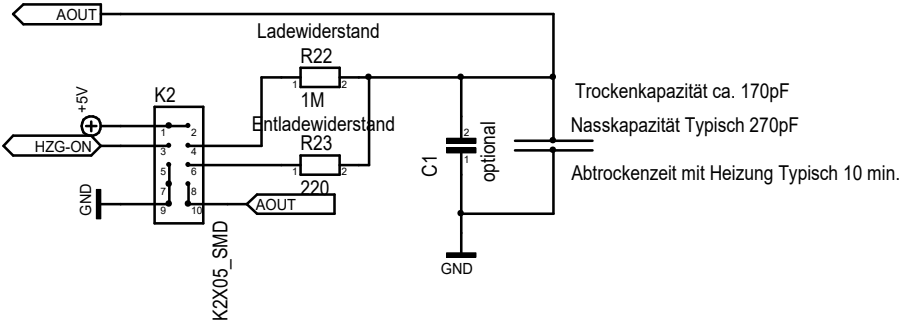 AOUT
Ladewiderstand
R22
1 2
1M
Trockenkapazität ca. 170pF
+5V
K2
Entladewiderstand
Nasskapazität Typisch 270pF
1 2
HZG-ON
3 4
R23
C1
2
1
optional
5 6
1 2
Abtrockenzeit mit Heizung Typisch 10 min.
7 8
220
GND
9 10
AOUT
K2X05_SMD
GND